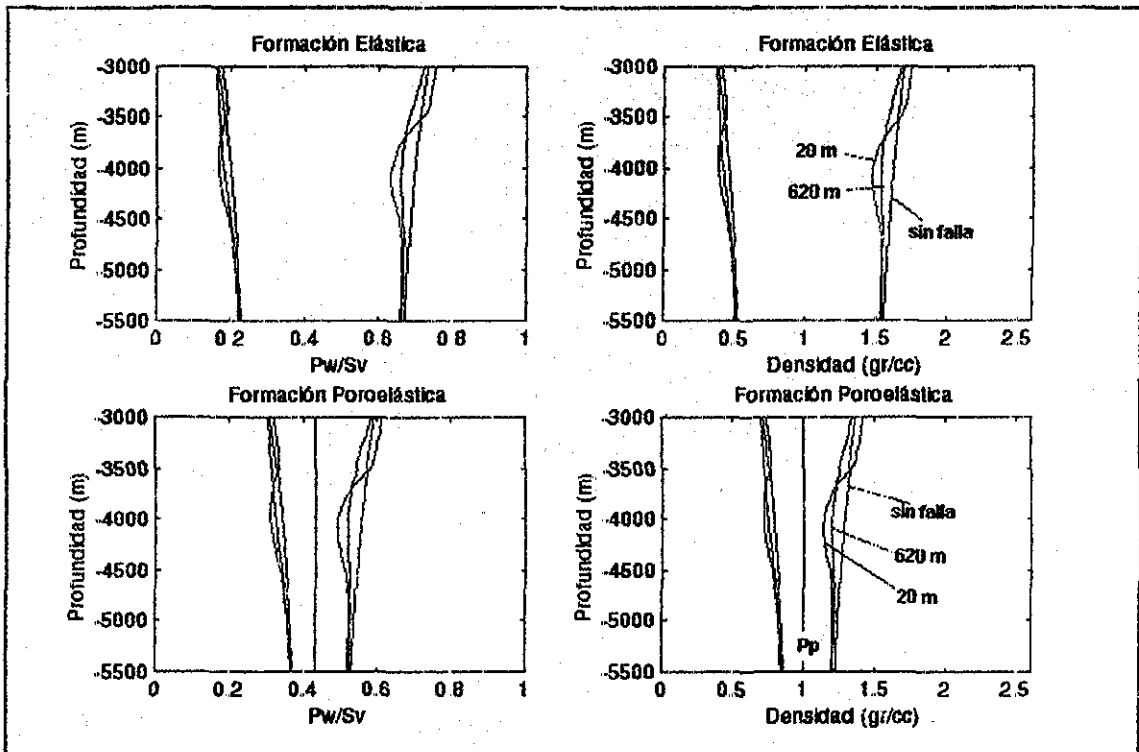 Formación Elástica
-3000
-3500
-4000
-4500
-5000
-5500
Profundidad (m)
0
0.2
0.4
0.6
0.8
1
Pw/Sv
Formación Elástica
-3000
-3500
-4000
-4500
-5000
-5500
Profundidad (m)
20 m
620 m
sin falla
0
0.5
1
1.5
2
2.5
Densidad (gr/cc)
Formación Poroelástica
-3000
-3500
-4000
-4500
-5000
-5500
Profundidad (m)
0
0.2
0.4
0.6
0.8
1
Pw/Sv
Formación Poroelástica
-3000
-3500
-4000
-4500
-5000
-5500
Profundidad (m)
sin falla
620 m
20 m
Pp
0
0.5
1
1.5
2
2.5
Densidad (gr/cc)